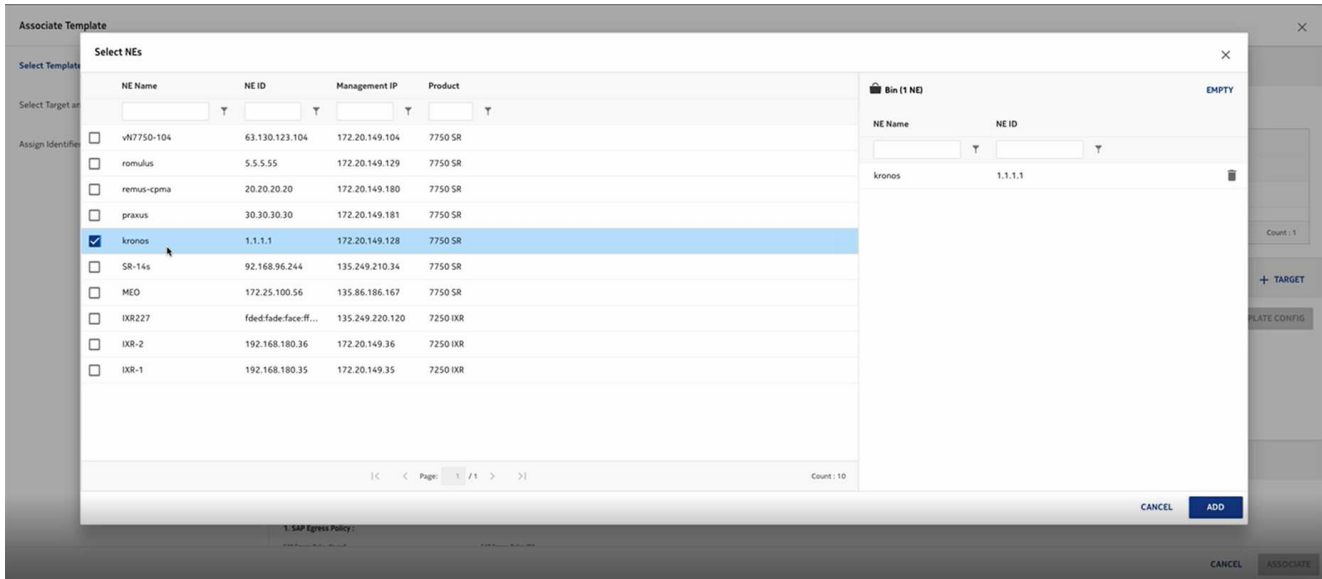 Associate Template
Select NEs
Select Template
Select Target an
Assign Identifie
NE Name NE ID Management IP Product
vN7750-104 63.130.123.104 172.20.149.104 7750 SR
romulus 5.5.5.55 172.20.149.129 7750 SR
remus-cpma 20.20.20.20 172.20.149.180 7750 SR
praxus 30.30.30.30 172.20.149.181 7750 SR
kronos 1.1.1.1 172.20.149.128 7750 SR
SR-14s 92.168.96.244 135.249.210.34 7750 SR
MEO 172.25.100.56 135.86.186.167 7750 SR
IXR227 fded:fade:face:ff... 135.249.220.120 7250 IXR
IXR-2 192.168.180.36 172.20.149.36 7250 IXR
IXR-1 192.168.180.35 172.20.149.35 7250 IXR
Page: 1 / 1
Count : 10
Bin (1 NE) EMPTY
NE Name NE ID
kronos 1.1.1.1
CANCEL ADD
Count : 1
+ TARGET
PLATE CONFIG
1. SAP Egress Policy :
CANCEL ASSOCIATE